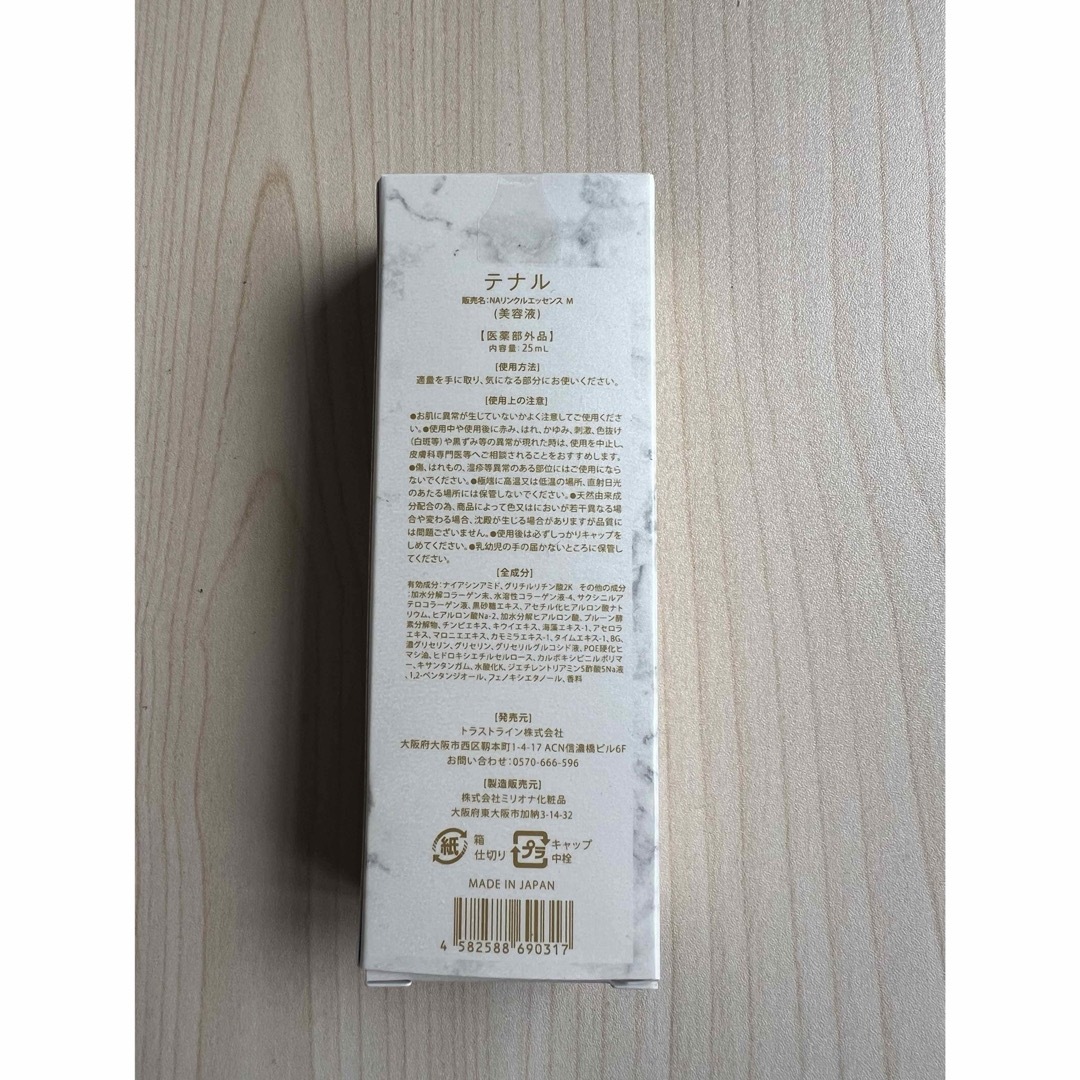 テナル
販売名:NAリンクルエッセンス M
(美容液)
【医薬部外品】
内容量:25mL
[使用方法]
適量を手に取り、気になる部分にお使いください。
[使用上の注意]
●お肌に異常が生じていないかよく注意してご使用くださ
い。●使用中や使用後に赤み、はれ、かゆみ、刺激、色抜け
(白斑等)や黒ずみ等の異常が現れた時は、使用を中止し、
皮膚科専門医等へご相談されることをおすすめします。
●傷、はれもの、湿疹等異常のある部位にはご使用になら
ないでください。●極端に高温又は低温の場所、直射日光
のあたる場所には保管しないでください。●天然由来成
分配合の為、商品によって色又はにおいが若干異なる場
合や変わる場合、沈殿が生じる場合がありますが品質に
は問題ございません。●使用後は必ずしっかりキャップを
しめてください。●乳幼児の手の届かないところに保管し
てください。
[全成分]
有効成分:ナイアシンアミド、グリチルリチン酸2K その他の成分
:加水分解コラーゲン末、水溶性コラーゲン液-4、サクシニルア
テロコラーゲン液、黒砂糖エキス、アセチル化ヒアルロン酸ナト
リウム、ヒアルロン酸Na-2、加水分解ヒアルロン酸、プルーン酵
素分解物、チンピエキス、キウイエキス、海藻エキス-1、アセロラ
エキス、マロニエエキス、カモミラエキス-1、タイムエキス-1、BG、
濃グリセリン、グリセリン、グリセリルグルコシド液、POE硬化ヒ
マシ油、ヒドロキシエチルセルロース、カルボキシビニルポリマ
ー、キサンタンガム、水酸化K、ジエチレントリアミン5酢酸5Na液
、1,2-ペンタンジオール、フェノキシエタノール、香料
[発売元]
トラストライン株式会社
大阪府大阪市西区靱本町1-4-17 ACN信濃橋ビル6F
お問い合わせ:0570-666-596
[製造販売元]
株式会社ミリオナ化粧品
大阪府東大阪市加納3-14-32
紙 箱 仕切り プラ キャップ 中栓
MADE IN JAPAN
4 582588 690317